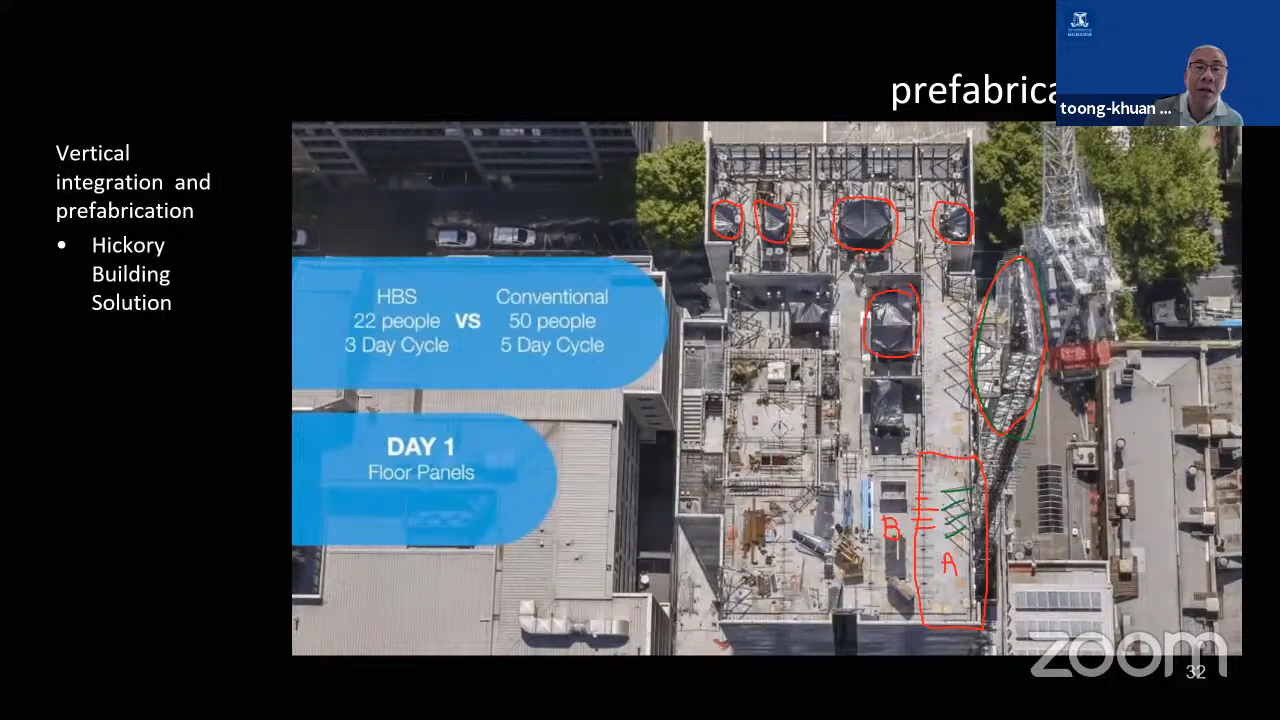 prefabrica
toong-khuan ...
MELBOURNE
Vertical
integration and
prefabrication
• Hickory
Building
Solution
HBS
22 people
3 Day Cycle
VS
Conventional
50 people
5 Day Cycle
DAY 1
Floor Panels
B
A
zoom
32